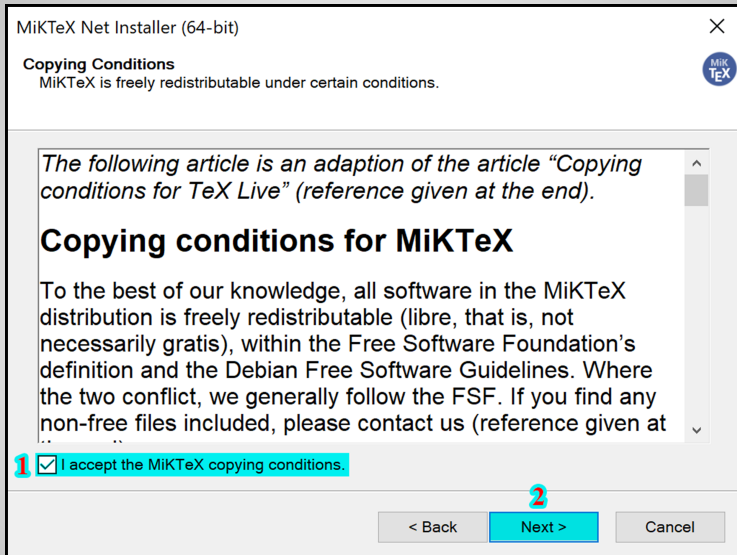 MiKTeX Net Installer (64-bit)
Copying Conditions
MiKTeX is freely redistributable under certain conditions.
MiK
TEX
The following article is an adaption of the article “Copying
conditions for TeX Live” (reference given at the end).
Copying conditions for MiKTeX
To the best of our knowledge, all software in the MiKTeX
distribution is freely redistributable (libre, that is, not
necessarily gratis), within the Free Software Foundation’s
definition and the Debian Free Software Guidelines. Where
the two conflict, we generally follow the FSF. If you find any
non-free files included, please contact us (reference given at
1 I accept the MiKTeX copying conditions.
2
< Back Next > Cancel